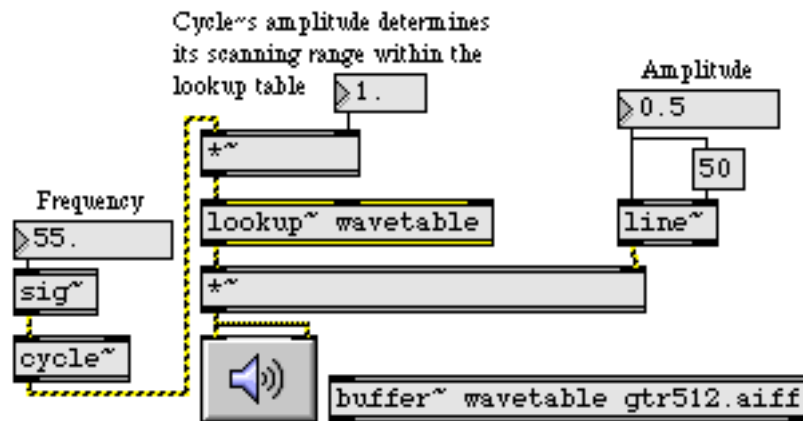 Cycle~s amplitude determines
its scanning range within the
lookup table
1.
Amplitude
0.5
*~
50
Frequency
lookup~ wavetable
line~
55.
*~
sig~
cycle~
buffer~ wavetable gtr512.aiff